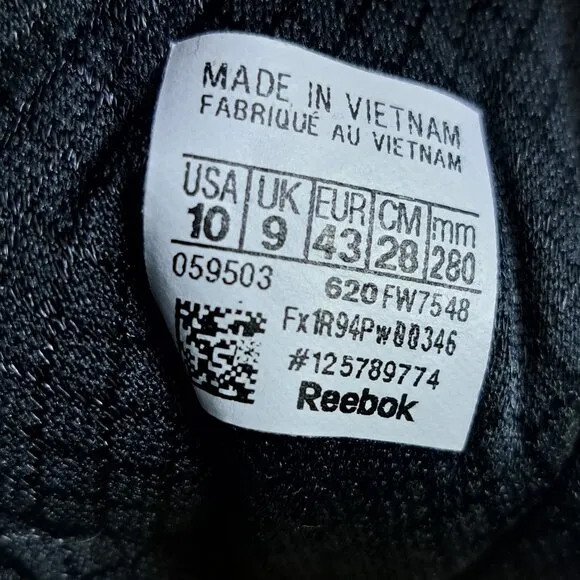 MADE IN VIETNAM
FABRIQUÉ AU VIETNAM
USA UK EUR CM mm
10 9 43 28 280
059503 620 FW7548
#125789774
Reebok